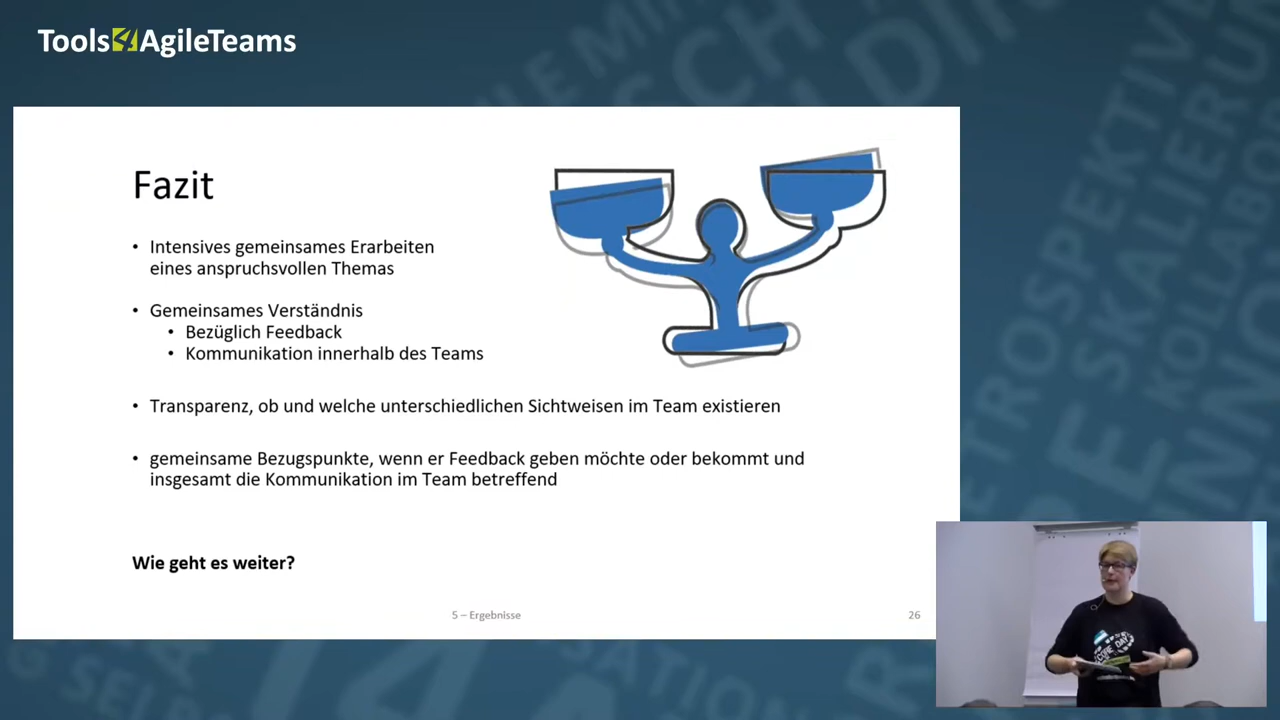 Tools4AgileTeams
Fazit
• Intensives gemeinsames Erarbeiten
eines anspruchsvollen Themas
• Gemeinsames Verständnis
• Bezüglich Feedback
• Kommunikation innerhalb des Teams
• Transparenz, ob und welche unterschiedlichen Sichtweisen im Team existieren
• gemeinsame Bezugspunkte, wenn er Feedback geben möchte oder bekommt und
insgesamt die Kommunikation im Team betreffend
Wie geht es weiter?
5 – Ergebnisse
26